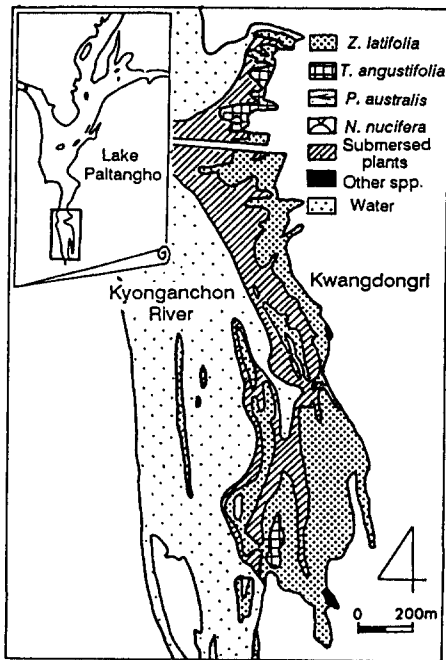 Z. latifolia
T. angustifolia
P. australis
N. nucifera
Submersed
plants
Other spp.
Water
Lake
Paltangho
Kyonganchon
River
Kwangdongri
0 200m